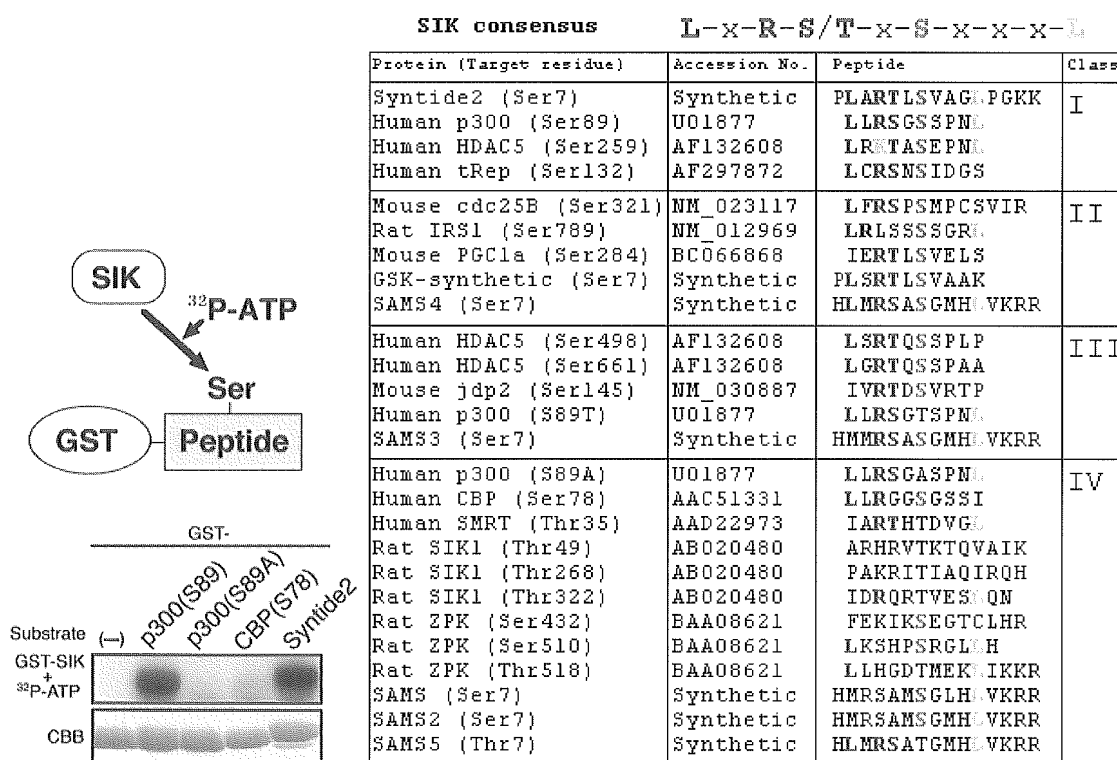 SIK consensus L-x-R-S/T-x-S-x-x-x-L
Protein (Target residue) Accession No. Peptide Class
Syntide2 (Ser7) Synthetic PLARTLSVAGLPGKK I
Human p300 (Ser89) U01877 LLRSGSSPNL
Human HDAC5 (Ser259) AF132608 LRKTASEPNL
Human tRep (Ser132) AF297872 LCRSNSIDGS
Mouse cdc25B (Ser321) NM_023117 LFRSPSMPCSVIR II
Rat IRS1 (Ser789) NM_012969 LRLSSSSGRL
Mouse PGC1a (Ser284) BC066868 IERTLSVELS
GSK-synthetic (Ser7) Synthetic PLSRTLSVAAK
SAMS4 (Ser7) Synthetic HLMRSASGMHLVKRR
Human HDAC5 (Ser498) AF132608 LSRTQSSPLP III
Human HDAC5 (Ser661) AF132608 LGRTQSSPAA
Mouse jdp2 (Ser145) NM_030887 IVRTDSVRTP
Human p300 (S89T) U01877 LLRSGTSPNL
SAMS3 (Ser7) Synthetic HMMRSASGMHLVKRR
Human p300 (S89A) U01877 LLRSGASPNL IV
Human CBP (Ser78) AAC51331 LLRGGSGSSI
Human SMRT (Thr35) AAD22973 IARTHTDVGL
Rat SIK1 (Thr49) AB020480 ARHRVTKTQVAIK
Rat SIK1 (Thr268) AB020480 PAKRITIAQIRQH
Rat SIK1 (Thr322) AB020480 IDRQRTVESLQN
Rat ZPK (Ser432) BAA08621 FEKIKSEGTCLHR
Rat ZPK (Ser510) BAA08621 LKSHPSRGLLH
Rat ZPK (Thr518) BAA08621 LLHGDTMEKLIKKR
SAMS (Ser7) Synthetic HMRSAMSGLHLVKRR
SAMS2 (Ser7) Synthetic HMRSAMSGMHLVKRR
SAMS5 (Thr7) Synthetic HLMRSATGMHLVKRR
SIK
32P-ATP
Ser
GST Peptide
GST-
Substrate (–) p300(S89) p300(S89A) CBP(S78) Syntide2
GST-SIK
+
32P-ATP
CBB